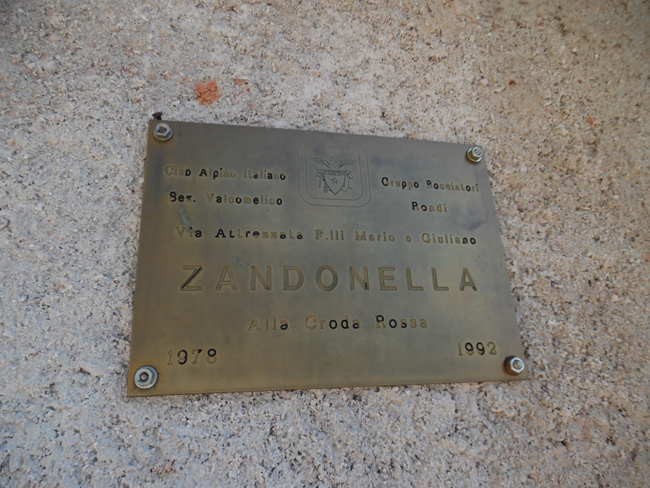 Club Alpino Italiano
Sez. Valcomelico
Gruppo Rocciatori
Rondi
Via Attrezzata F.lli Mario e Giuliano
ZANDONELLA
Alla Croda Rossa
1978
1992